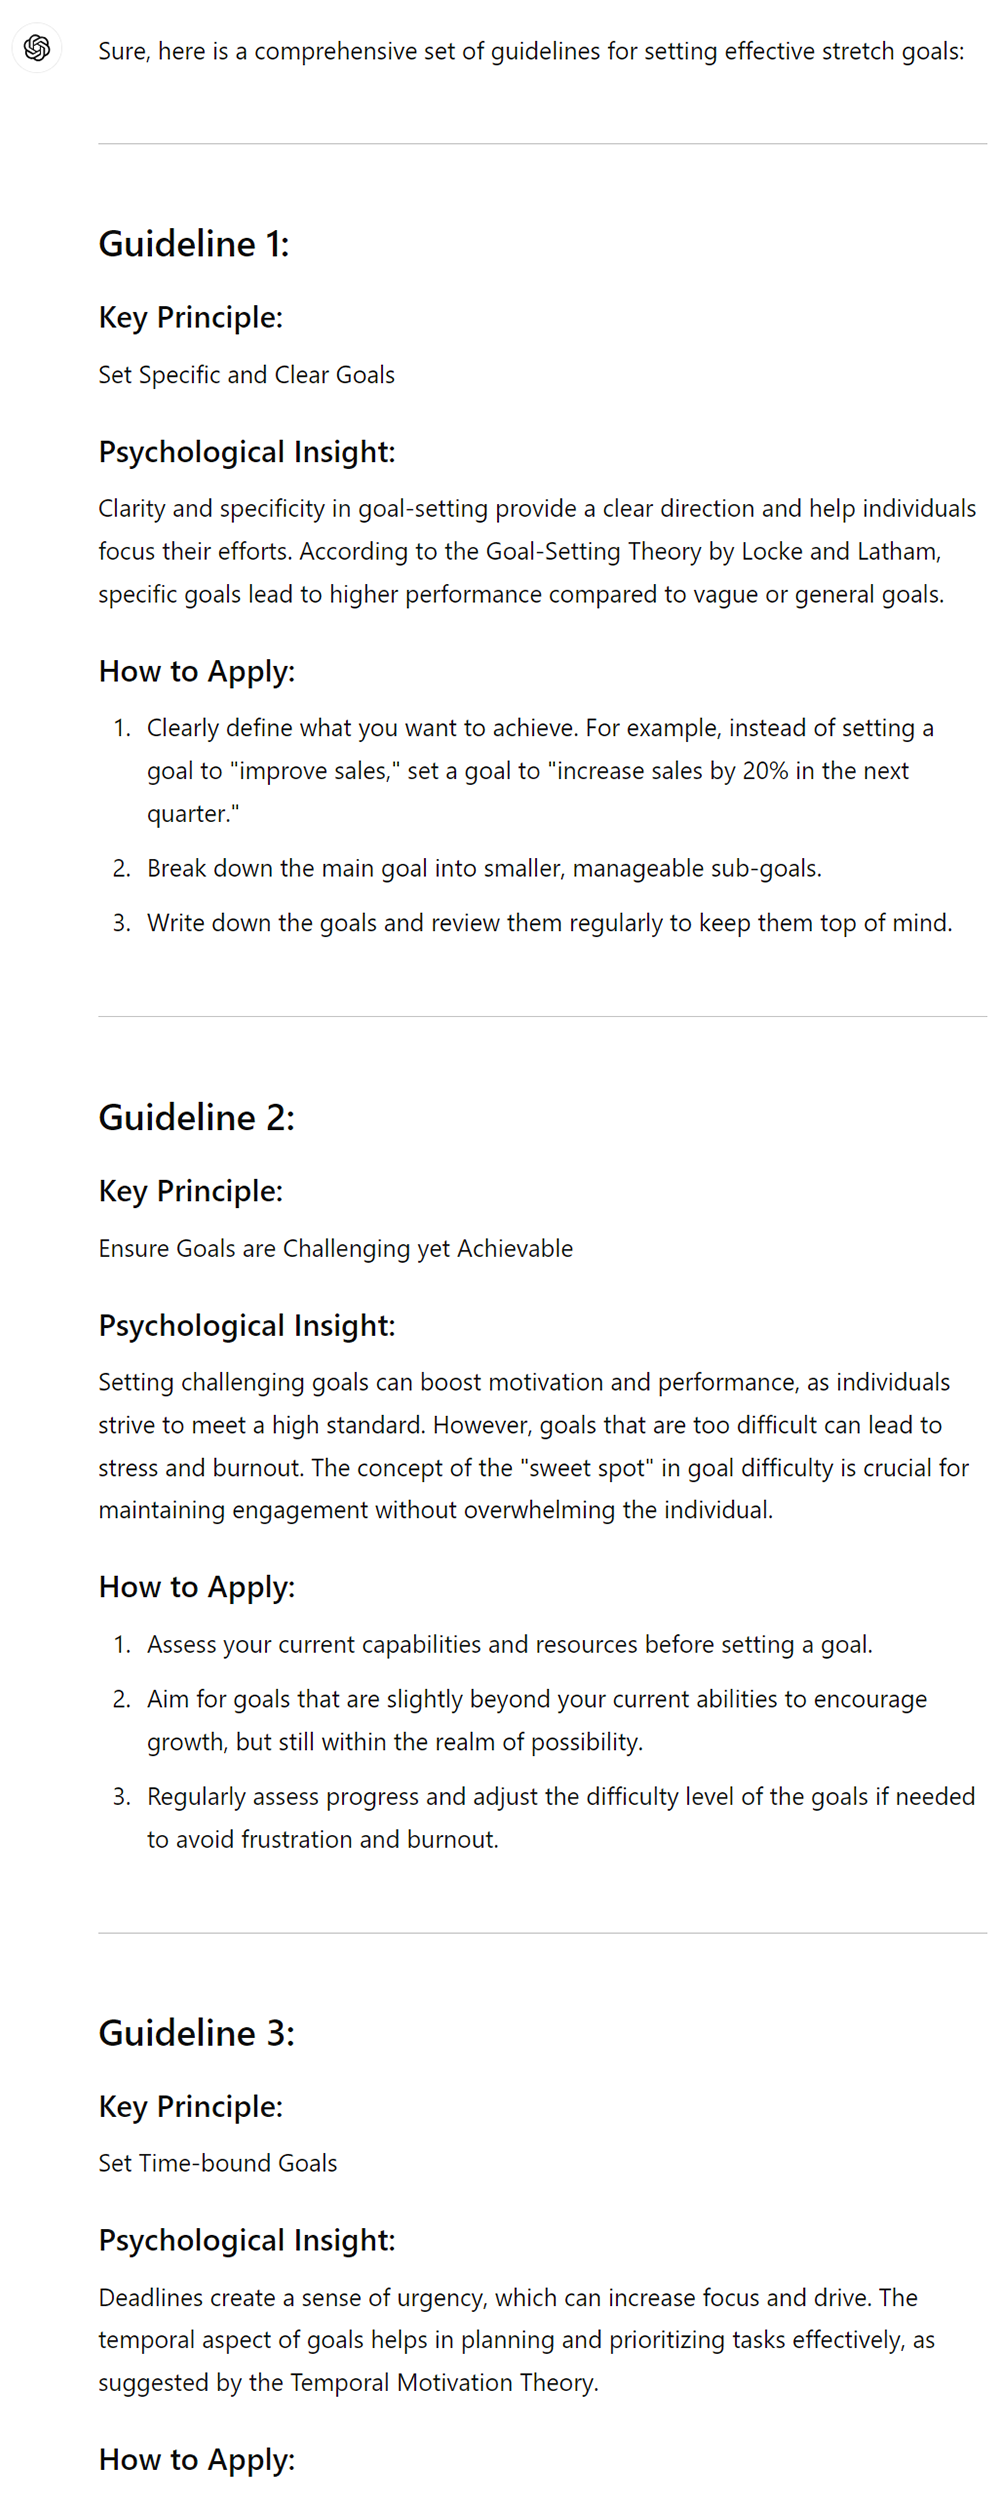 Sure, here is a comprehensive set of guidelines for setting effective stretch goals:
Guideline 1:
Key Principle:
Set Specific and Clear Goals
Psychological Insight:
Clarity and specificity in goal-setting provide a clear direction and help individuals
focus their efforts. According to the Goal-Setting Theory by Locke and Latham,
specific goals lead to higher performance compared to vague or general goals.
How to Apply:
1. Clearly define what you want to achieve. For example, instead of setting a
goal to "improve sales," set a goal to "increase sales by 20% in the next
quarter."
2. Break down the main goal into smaller, manageable sub-goals.
3. Write down the goals and review them regularly to keep them top of mind.
Guideline 2:
Key Principle:
Ensure Goals are Challenging yet Achievable
Psychological Insight:
Setting challenging goals can boost motivation and performance, as individuals
strive to meet a high standard. However, goals that are too difficult can lead to
stress and burnout. The concept of the "sweet spot" in goal difficulty is crucial for
maintaining engagement without overwhelming the individual.
How to Apply:
1. Assess your current capabilities and resources before setting a goal.
2. Aim for goals that are slightly beyond your current abilities to encourage
growth, but still within the realm of possibility.
3. Regularly assess progress and adjust the difficulty level of the goals if needed
to avoid frustration and burnout.
Guideline 3:
Key Principle:
Set Time-bound Goals
Psychological Insight:
Deadlines create a sense of urgency, which can increase focus and drive. The
temporal aspect of goals helps in planning and prioritizing tasks effectively, as
suggested by the Temporal Motivation Theory.
How to Apply: